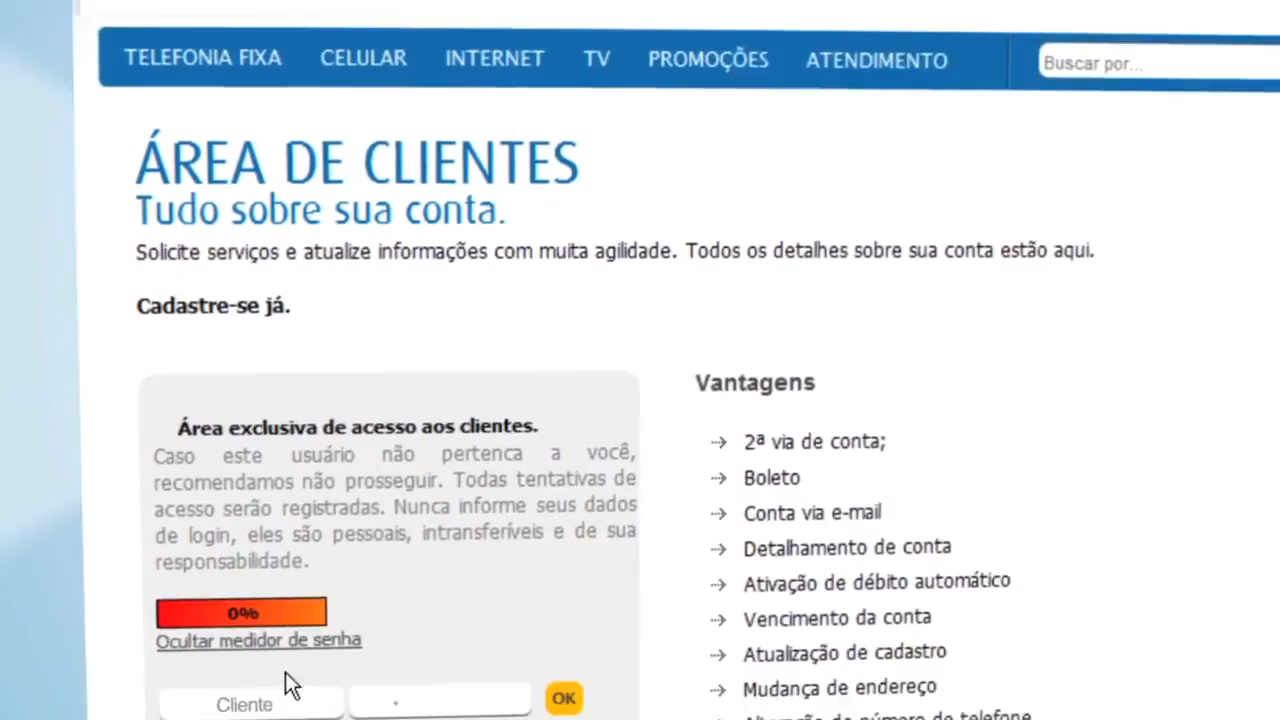 TELEFONIA FIXA CELULAR INTERNET TV PROMOÇÕES ATENDIMENTO Buscar por...
ÁREA DE CLIENTES
Tudo sobre sua conta.
Solicite serviços e atualize informações com muita agilidade. Todos os detalhes sobre sua conta estão aqui.
Cadastre-se já.
Área exclusiva de acesso aos clientes.
Caso este usuário não pertenca a você,
recomendamos não prosseguir. Todas tentativas de
acesso serão registradas. Nunca informe seus dados
de login, eles são pessoais, intransferíveis e de sua
responsabilidade.
0%
Ocultar medidor de senha
Cliente
OK
Vantagens
2ª via de conta;
Boleto
Conta via e-mail
Detalhamento de conta
Ativação de débito automático
Vencimento da conta
Atualização de cadastro
Mudança de endereço
Alteração do número de telefone